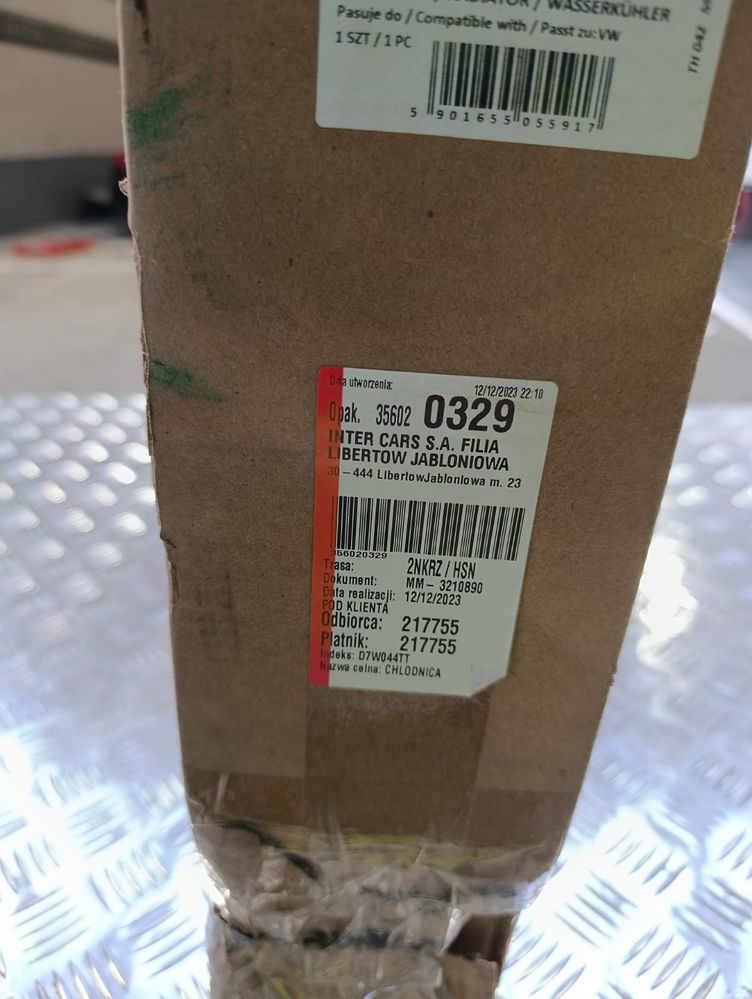 / WASSERKÜHLER
Pasuje do / Compatible with / Passt zu: VW
1 SZT / 1 PC
TH 042
5 901655 055917
utworzenia:
12/12/2023 22:10
Opak. 35602 0329
INTER CARS S.A. FILIA
LIBERTOW JABLONIOWA
30 – 444 LibertowJabloniowa m. 23
356020329
Trasa: 2NKRZ / HSN
Dokument: MM – 3210890
Data realizacji: 12/12/2023
POD KLIENTA
Odbiorca: 217755
Platnik: 217755
Indeks: D7W044TT
Nazwa celna: CHLODNICA